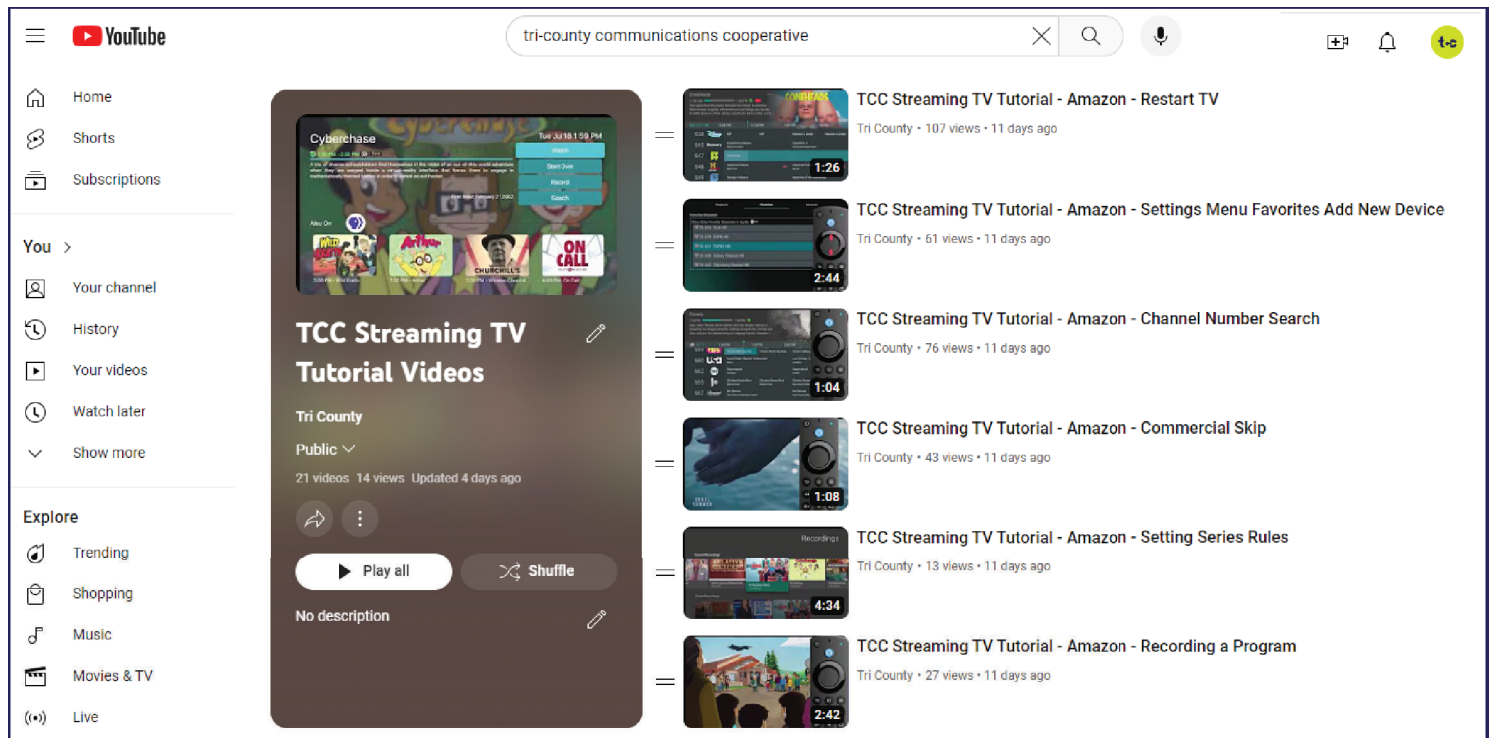 YouTube
tri-county communications cooperative
t·c
Home
Shorts
Subscriptions
You
Your channel
History
Your videos
Watch later
Show more
Explore
Trending
Shopping
Music
Movies & TV
Live
Cyberchase
Tue Jul 18 1:59 PM
Watch
Start Over
Record
Search
Also On
Arthur
CHURCHILL'S
ON
CALL
TCC Streaming TV
Tutorial Videos
Tri County
Public
21 videos 14 views Updated 4 days ago
Play all
Shuffle
No description
CONEHEADS
1:26
TCC Streaming TV Tutorial - Amazon - Restart TV
Tri County • 107 views • 11 days ago
2:44
TCC Streaming TV Tutorial - Amazon - Settings Menu Favorites Add New Device
Tri County • 61 views • 11 days ago
1:04
TCC Streaming TV Tutorial - Amazon - Channel Number Search
Tri County • 76 views • 11 days ago
1:08
TCC Streaming TV Tutorial - Amazon - Commercial Skip
Tri County • 43 views • 11 days ago
Recordings
4:34
TCC Streaming TV Tutorial - Amazon - Setting Series Rules
Tri County • 13 views • 11 days ago
2:42
TCC Streaming TV Tutorial - Amazon - Recording a Program
Tri County • 27 views • 11 days ago